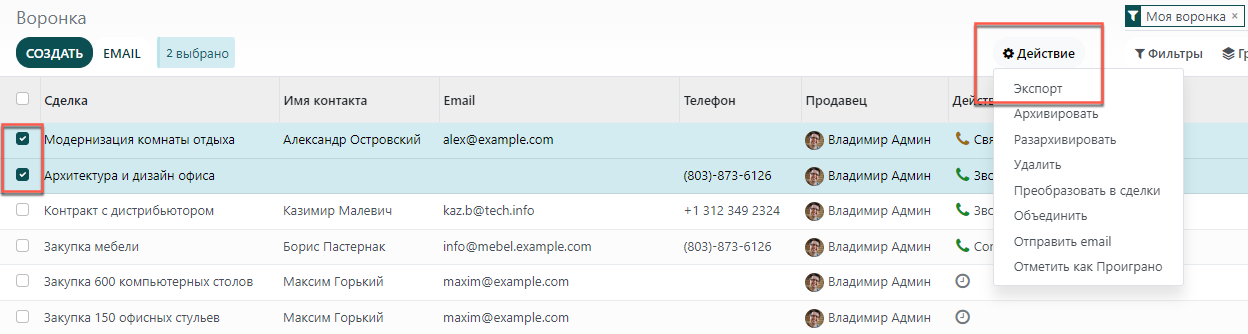 Воронка
Моя воронка ×
СОЗДАТЬ EMAIL 2 выбрано Действие Фильтры Гр
Сделка Имя контакта Email Телефон Продавец Дейст
Экспорт
Архивировать
Разархивировать
Удалить
Преобразовать в сделки
Объединить
Отправить email
Отметить как Проиграно
Модернизация комнаты отдыха Александр Островский alex@example.com Владимир Админ Свя
Архитектура и дизайн офиса (803)-873-6126 Владимир Админ Зво
Контракт с дистрибьютором Казимир Малевич kaz.b@tech.info +1 312 349 2324 Владимир Админ Зво
Закупка мебели Борис Пастернак info@mebel.example.com (803)-873-6126 Владимир Админ Con
Закупка 600 компьютерных столов Максим Горький maxim@example.com Владимир Админ
Закупка 150 офисных стульев Максим Горький maxim@example.com Владимир Админ